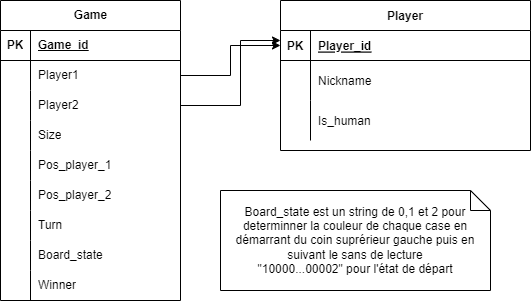 Game
PK Game_id
Player1
Player2
Size
Pos_player_1
Pos_player_2
Turn
Board_state
Winner
Player
PK Player_id
Nickname
Is_human
Board_state est un string de 0,1 et 2 pour
determinner la couleur de chaque case en
démarrant du coin suprérieur gauche puis en
suivant le sans de lecture
"10000...00002" pour l'état de départ